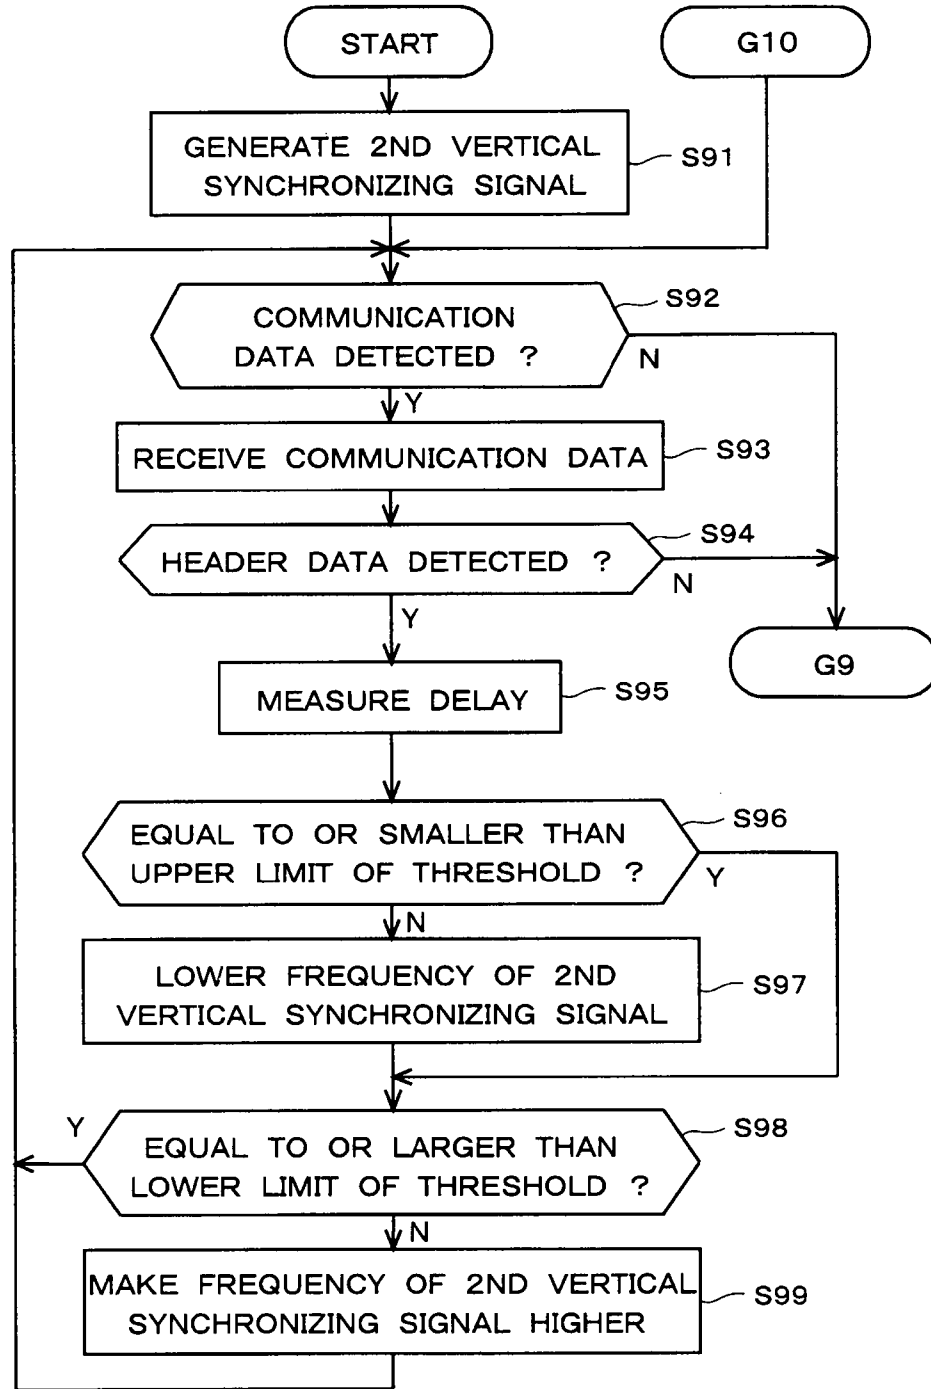 START
G10
GENERATE 2ND VERTICAL
SYNCHRONIZING SIGNAL
S91
COMMUNICATION
DATA DETECTED ?
S92
N
Y
RECEIVE COMMUNICATION DATA
S93
HEADER DATA DETECTED ?
S94
N
Y
G9
MEASURE DELAY
S95
EQUAL TO OR SMALLER THAN
UPPER LIMIT OF THRESHOLD ?
S96
Y
N
LOWER FREQUENCY OF 2ND
VERTICAL SYNCHRONIZING SIGNAL
S97
Y
EQUAL TO OR LARGER THAN
LOWER LIMIT OF THRESHOLD ?
S98
N
MAKE FREQUENCY OF 2ND VERTICAL
SYNCHRONIZING SIGNAL HIGHER
S99